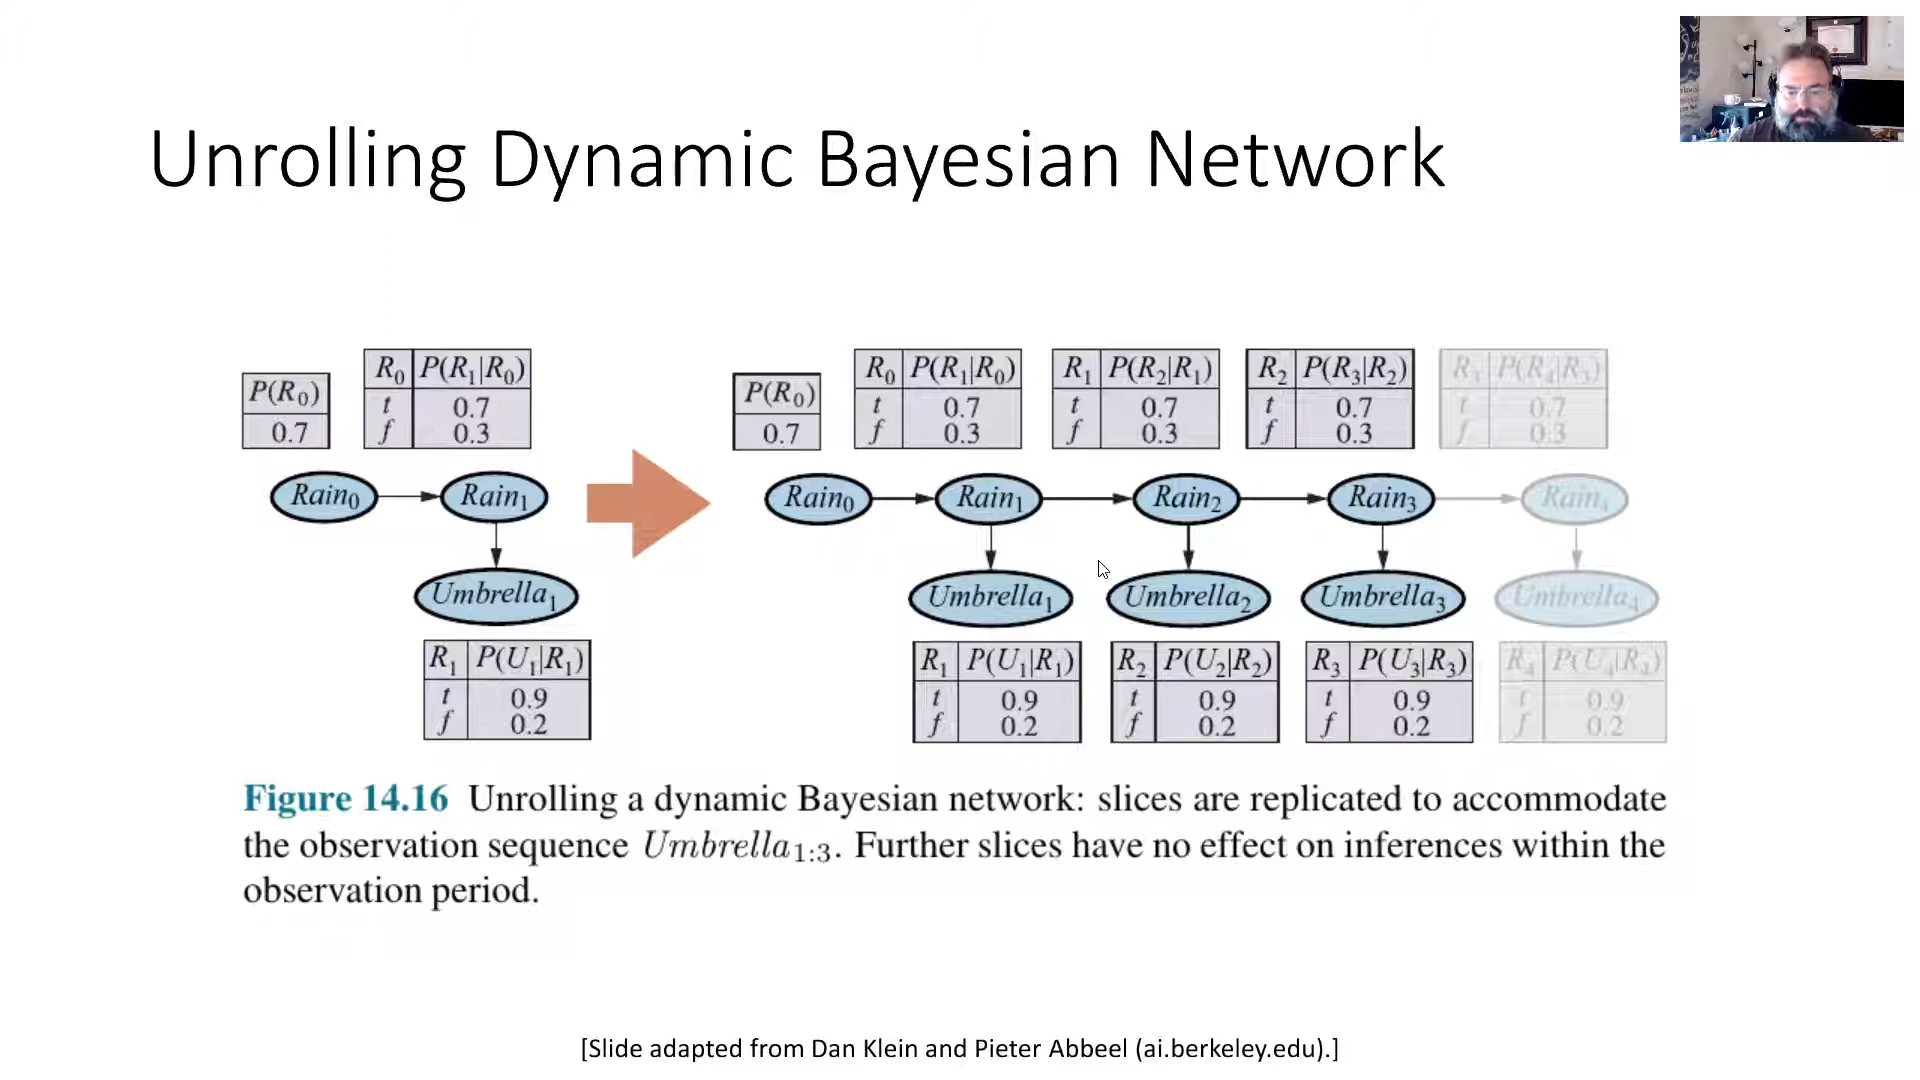 Unrolling Dynamic Bayesian Network
P(R₀)
0.7
R₀ P(R₁|R₀)
t 0.7
f 0.3
Rain₀
Rain₁
Umbrella₁
R₁ P(U₁|R₁)
t 0.9
f 0.2
P(R₀)
0.7
R₀ P(R₁|R₀)
t 0.7
f 0.3
R₁ P(R₂|R₁)
t 0.7
f 0.3
R₂ P(R₃|R₂)
t 0.7
f 0.3
R₃ P(R₄|R₃)
t 0.7
f 0.3
Rain₀
Rain₁
Rain₂
Rain₃
Rain₄
Umbrella₁
Umbrella₂
Umbrella₃
Umbrella₄
R₁ P(U₁|R₁)
t 0.9
f 0.2
R₂ P(U₂|R₂)
t 0.9
f 0.2
R₃ P(U₃|R₃)
t 0.9
f 0.2
R₄ P(U₄|R₄)
t 0.9
f 0.2
Figure 14.16 Unrolling a dynamic Bayesian network: slices are replicated to accommodate
the observation sequence Umbrella₁:₃. Further slices have no effect on inferences within the
observation period.
[Slide adapted from Dan Klein and Pieter Abbeel (ai.berkeley.edu).]